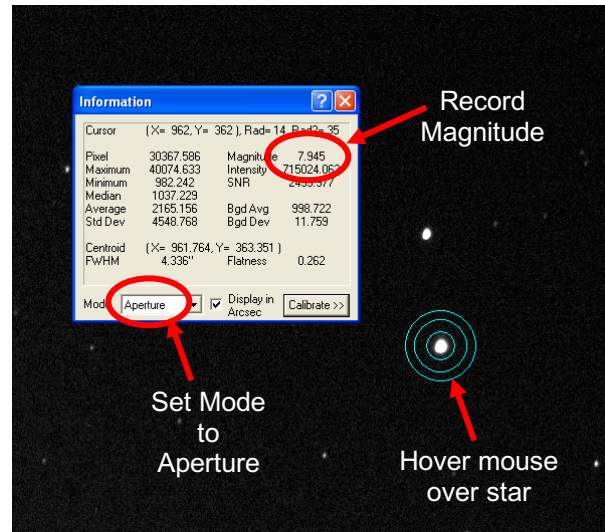 Information
Cursor (X= 962, Y= 362 ), Rad= 14, Rad2= 35
Pixel 30367.586 Magnitude 7.945
Maximum 40074.633 Intensity 715024.062
Minimum 982.242 SNR
Median 1037.229
Average 2165.156 Bgd Avg 998.722
Std Dev 4548.768 Bgd Dev 11.759
Centroid (X= 961.764, Y= 363.351 )
FWHM 4.336" Flatness 0.262
Mode Aperture Display in Arcsec Calibrate >>
Record
Magnitude
Set Mode
to
Aperture
Hover mouse
over star